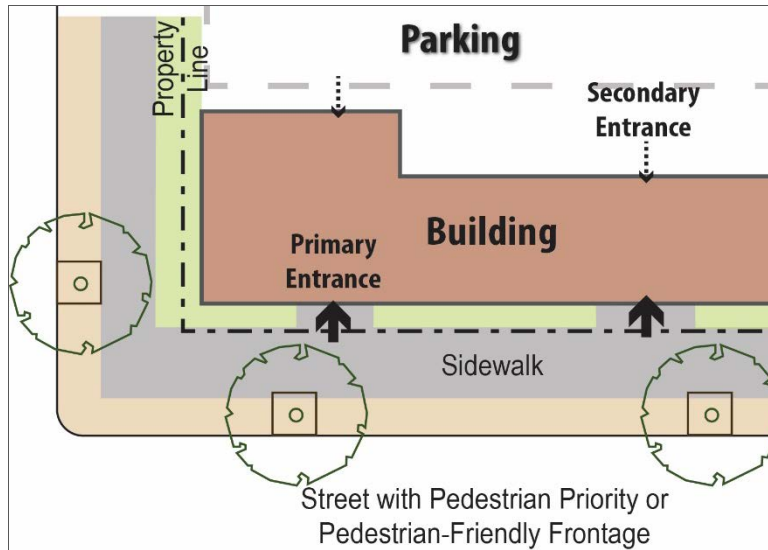 Parking
Property
Line
Secondary
Entrance
Building
Primary
Entrance
Sidewalk
Street with Pedestrian Priority or
Pedestrian-Friendly Frontage